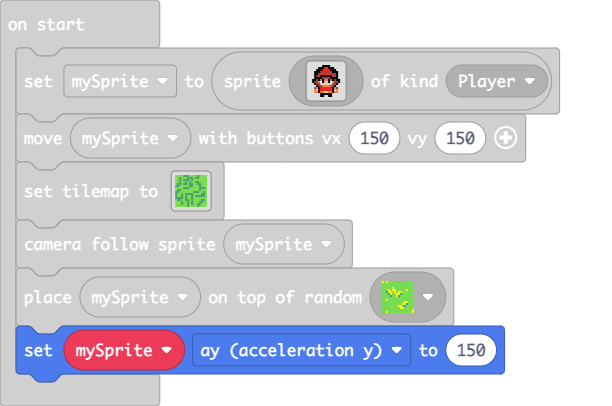 on start
set mySprite to sprite of kind Player
move mySprite with buttons vx 150 vy 150
set tilemap to
camera follow sprite mySprite
place mySprite on top of random
set mySprite ay (acceleration y) to 150